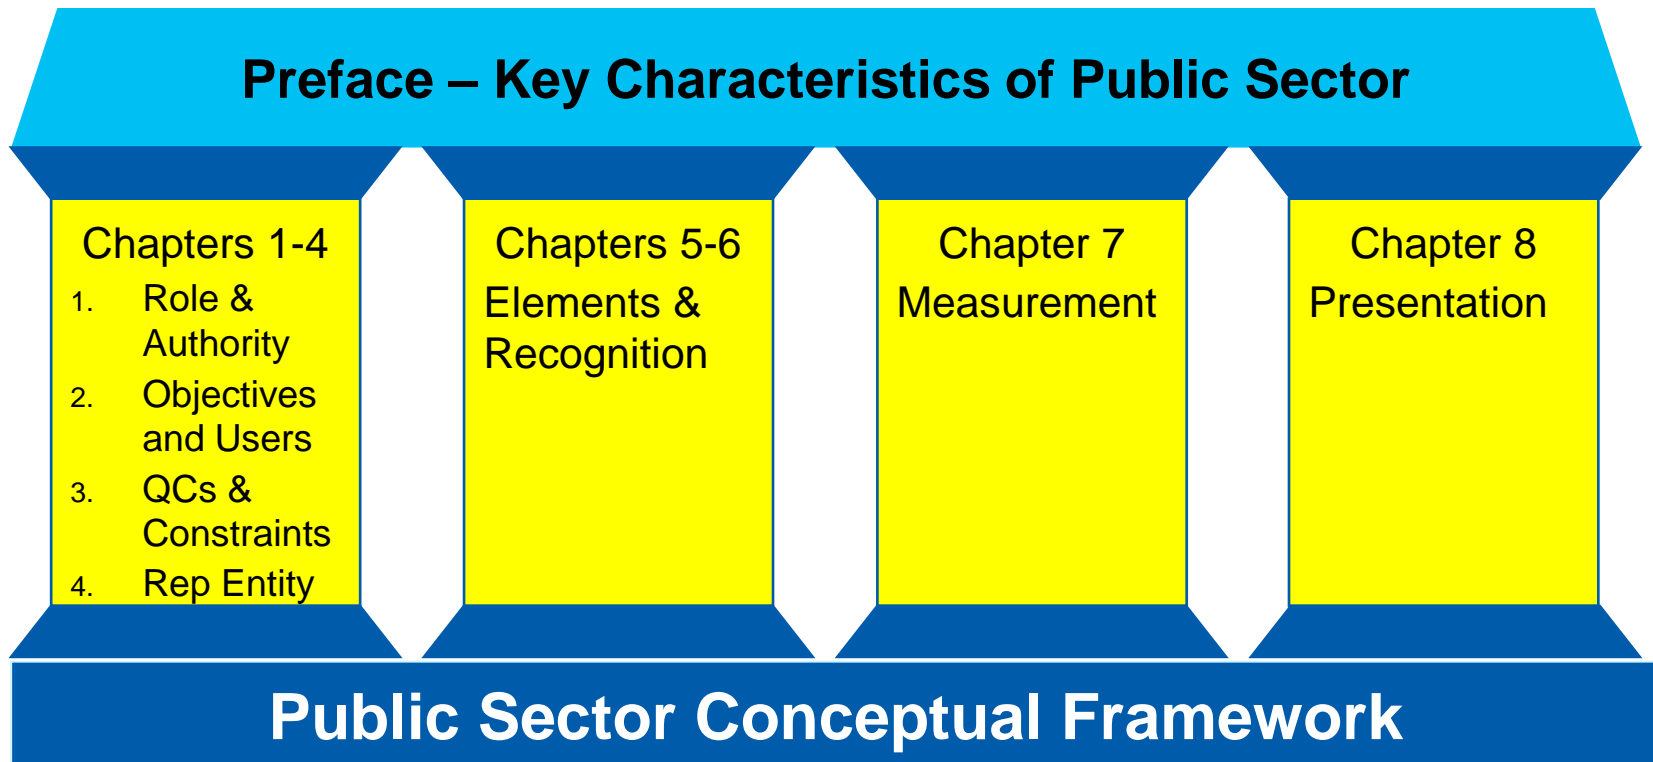 Preface – Key Characteristics of Public Sector
Chapters 1-4
1. Role &
Authority
2. Objectives
and Users
3. QCs &
Constraints
4. Rep Entity
Chapters 5-6
Elements &
Recognition
Chapter 7
Measurement
Chapter 8
Presentation
Public Sector Conceptual Framework